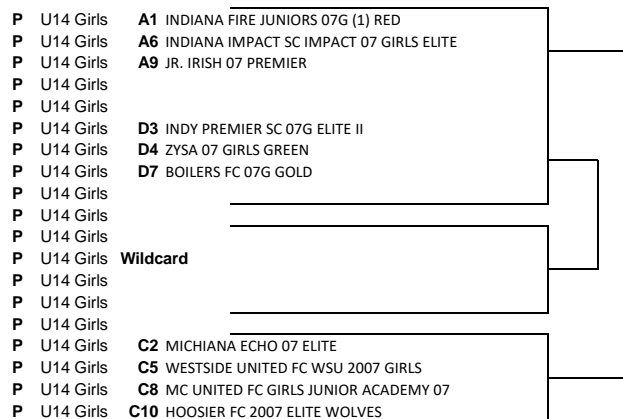 P U14 Girls A1 INDIANA FIRE JUNIORS 07G (1) RED
P U14 Girls A6 INDIANA IMPACT SC IMPACT 07 GIRLS ELITE
P U14 Girls A9 JR. IRISH 07 PREMIER
P U14 Girls
P U14 Girls
P U14 Girls D3 INDY PREMIER SC 07G ELITE II
P U14 Girls D4 ZYSA 07 GIRLS GREEN
P U14 Girls D7 BOILERS FC 07G GOLD
P U14 Girls
P U14 Girls
P U14 Girls
P U14 Girls Wildcard
P U14 Girls
P U14 Girls
P U14 Girls
P U14 Girls C2 MICHIANA ECHO 07 ELITE
P U14 Girls C5 WESTSIDE UNITED FC WSU 2007 GIRLS
P U14 Girls C8 MC UNITED FC GIRLS JUNIOR ACADEMY 07
P U14 Girls C10 HOOSIER FC 2007 ELITE WOLVES